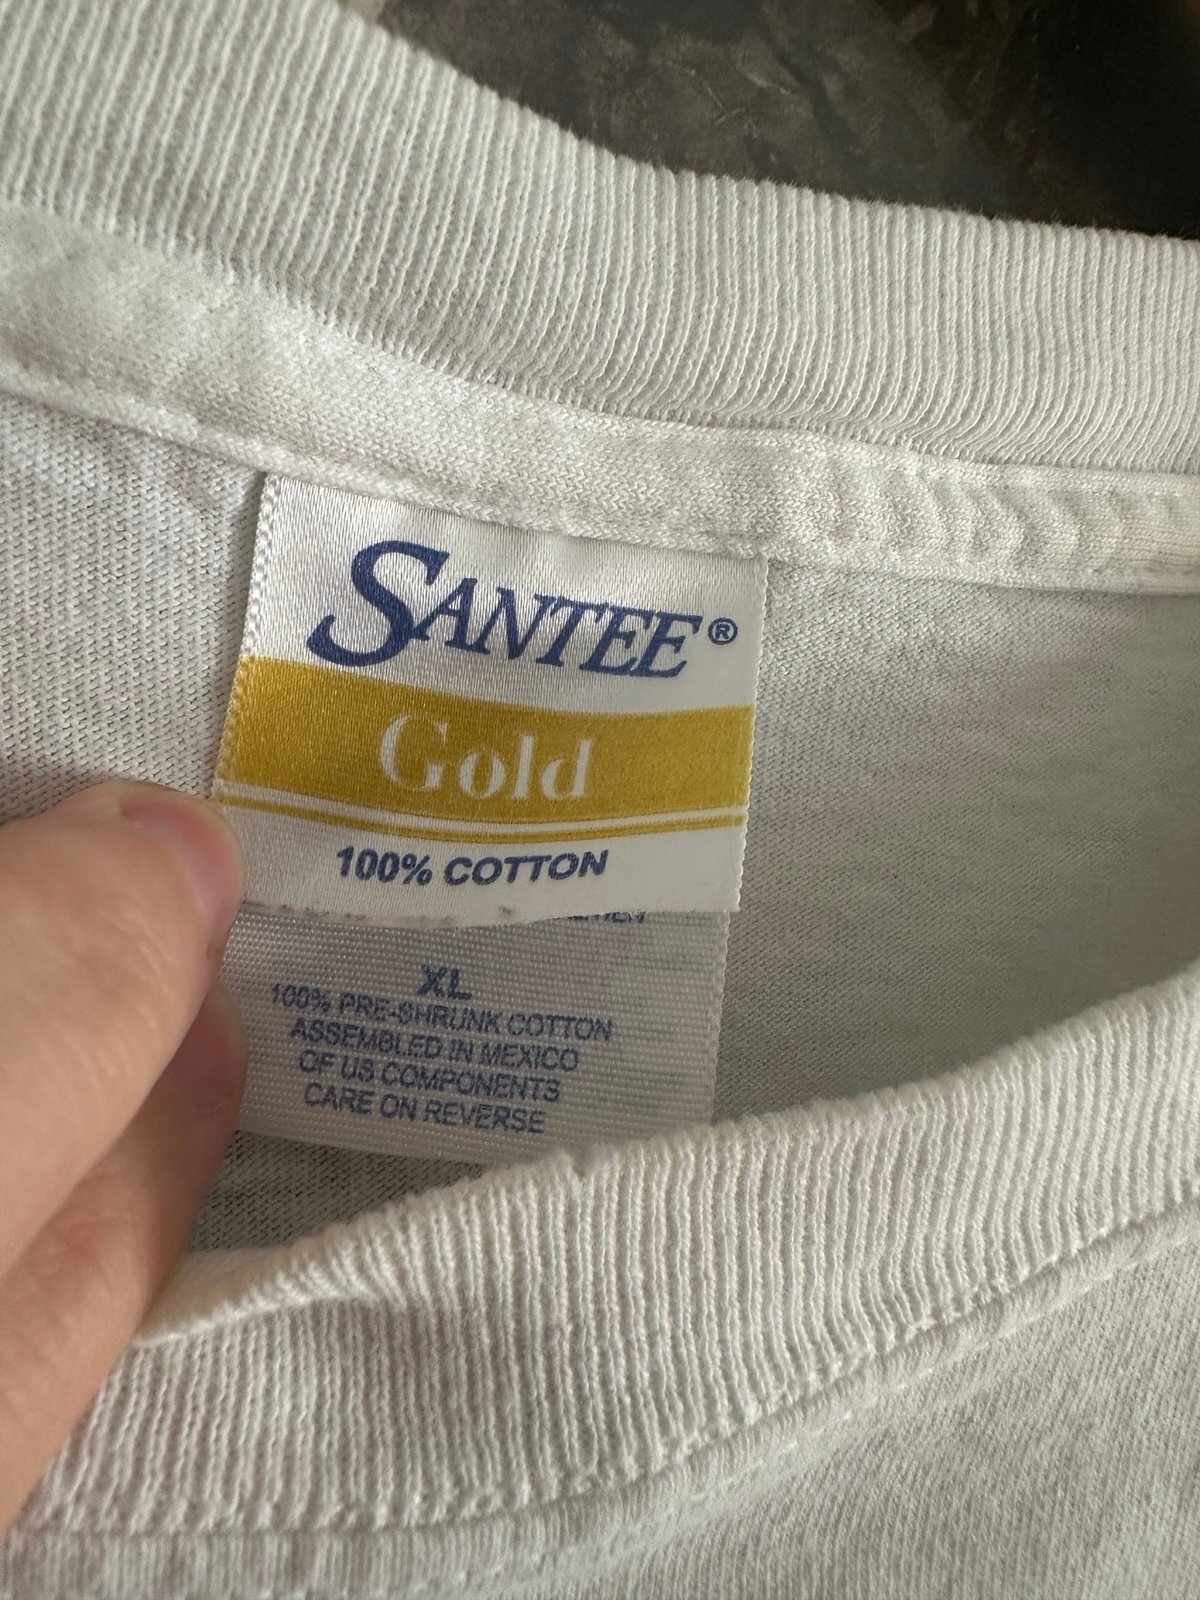 SANTEE®
Gold
100% COTTON
XL
100% PRE-SHRUNK COTTON
ASSEMBLED IN MEXICO
OF US COMPONENTS
CARE ON REVERSE